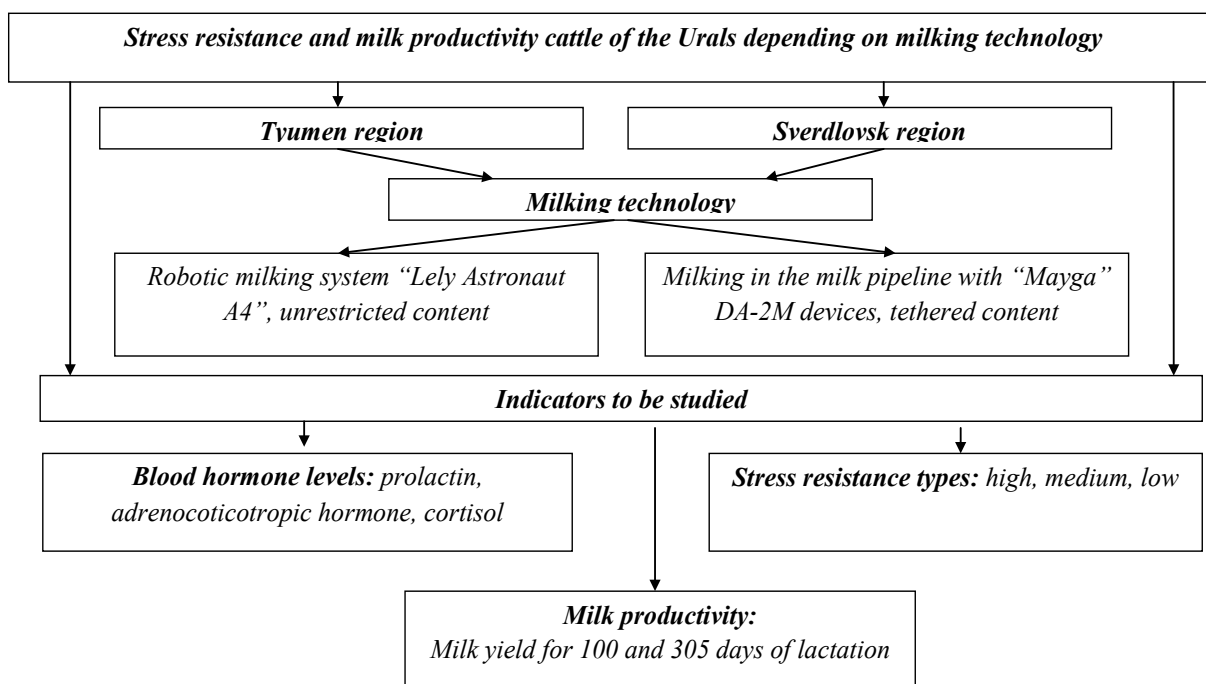 Stress resistance and milk productivity cattle of the Urals depending on milking technology
Tyumen region
Sverdlovsk region
Milking technology
Robotic milking system “Lely Astronaut
A4”, unrestricted content
Milking in the milk pipeline with “Mayga”
DA-2M devices, tethered content
Indicators to be studied
Blood hormone levels: prolactin,
adrenocoticotropic hormone, cortisol
Stress resistance types: high, medium, low
Milk productivity:
Milk yield for 100 and 305 days of lactation